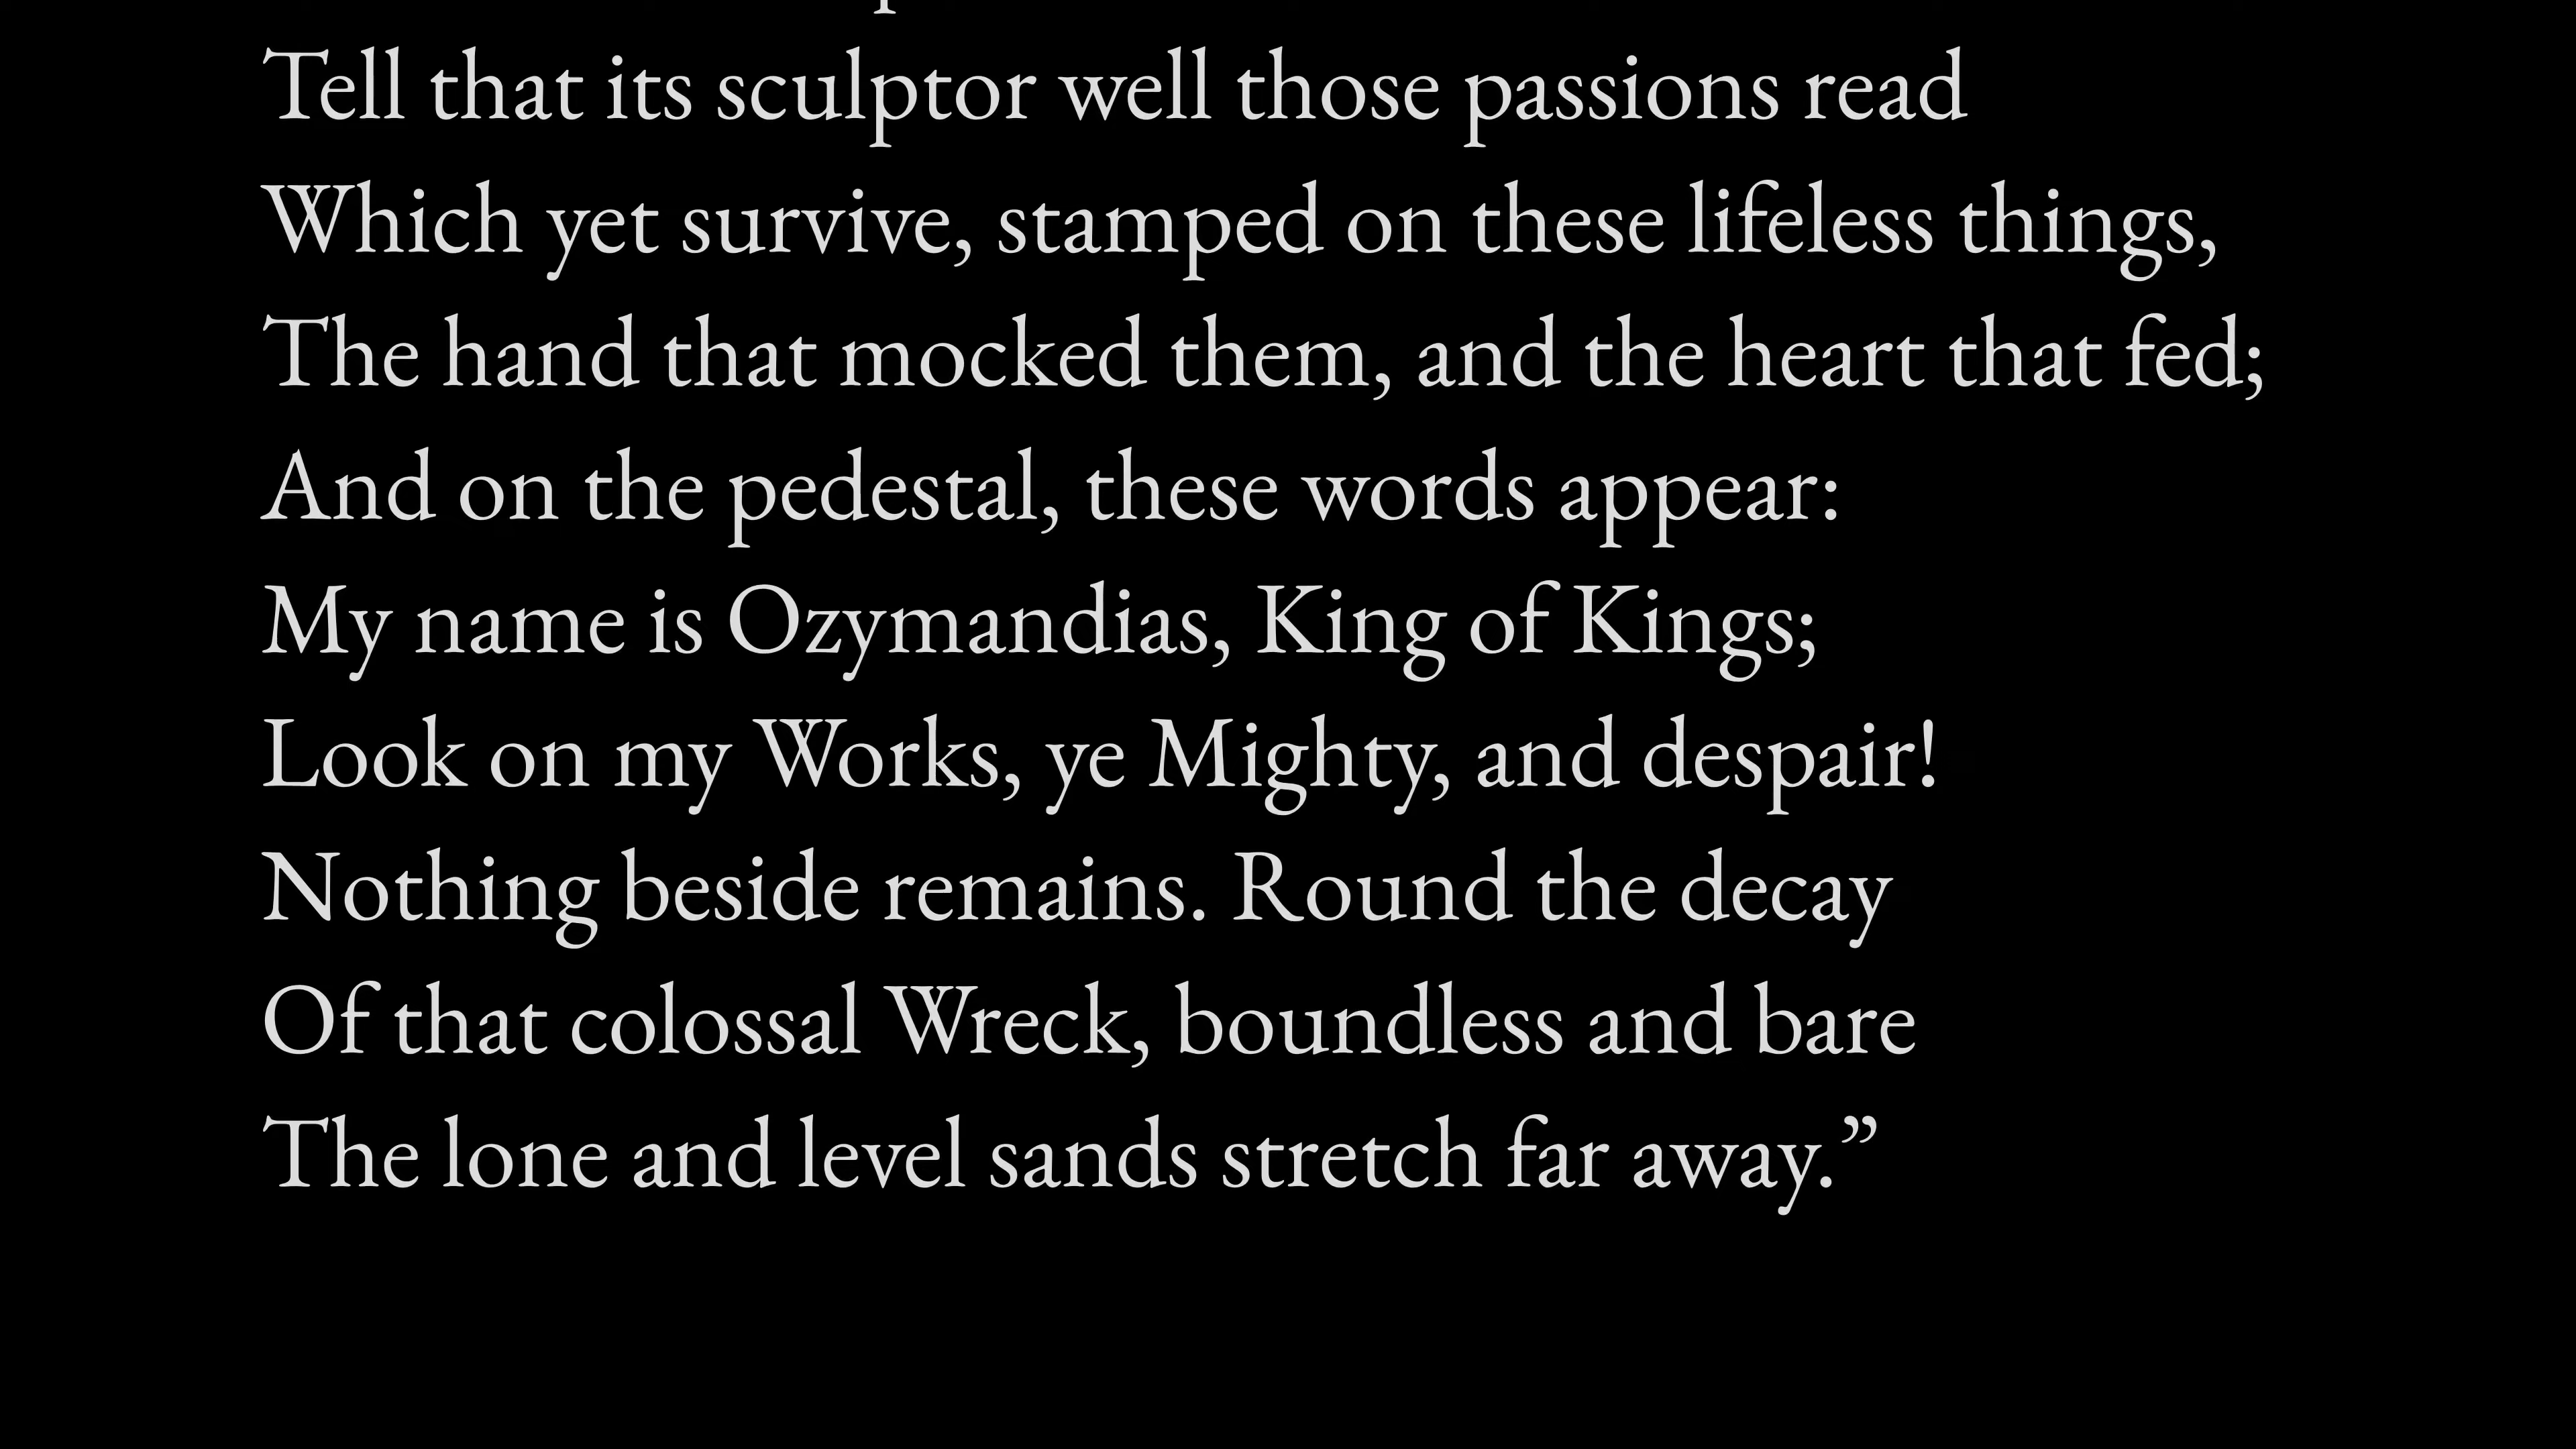 Tell that its sculptor well those passions read
Which yet survive, stamped on these lifeless things,
The hand that mocked them, and the heart that fed;
And on the pedestal, these words appear:
My name is Ozymandias, King of Kings;
Look on my Works, ye Mighty, and despair!
Nothing beside remains. Round the decay
Of that colossal Wreck, boundless and bare
The lone and level sands stretch far away.”